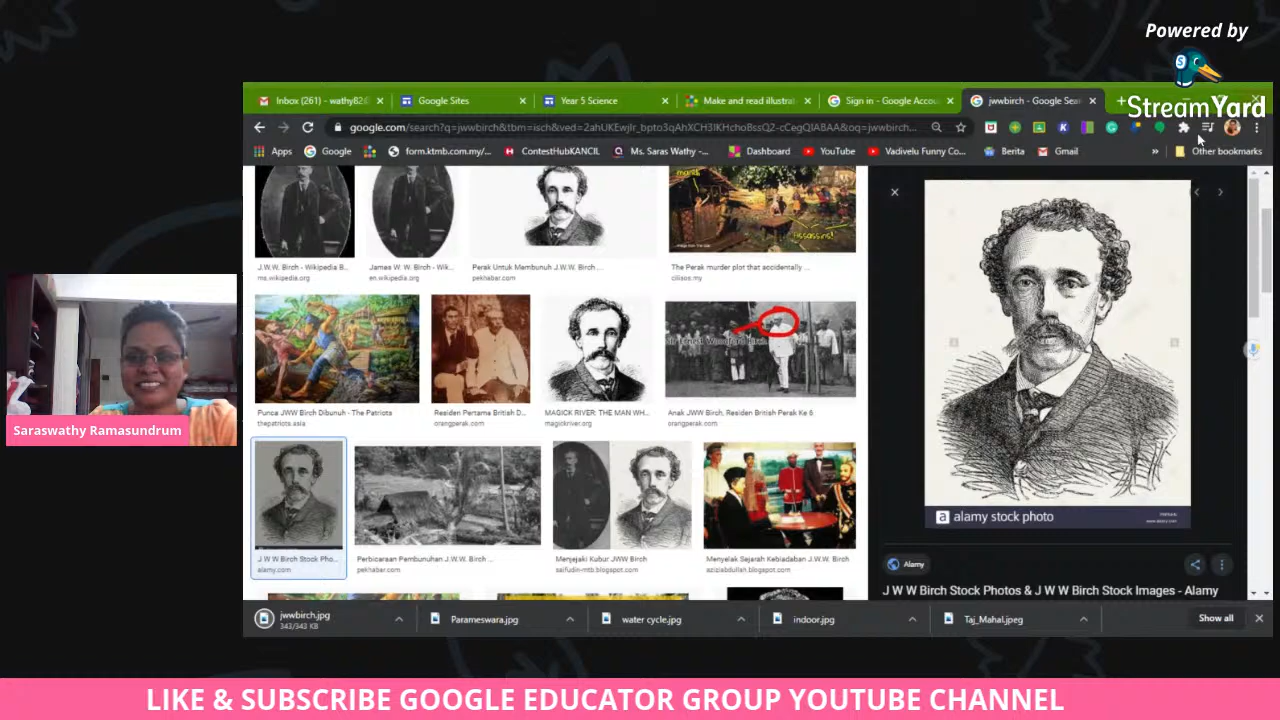 Powered by
StreamYard
Inbox (261) - wathy82
Google Sites
Year 5 Science
Make and read illustrat
Sign in - Google Accou
jwwbirch - Google Sea
google.com/search?q=jwwbirch&tbm=isch&ved=
Apps
Google
form.ktmb.com.my/...
ContestHubKANCIL
Ms. Saras Wathy -...
Dashboard
YouTube
Vadivelu Funny Co...
Berita
Gmail
»
Other bookmarks
Assassins!
J.W.W. Birch - Wikipedia B...
ms.wikipedia.org
James W. W. Birch - Wik...
en.wikipedia.org
Perak Untuk Membunuh J.W.W. Birch ...
pekhabar.com
The Perak murder plot that accidentally ...
cilisos.my
Punca JWW Birch Dibunuh - The Patriots
thepatriots.asia
Residen Pertama British D...
orangperak.com
MAGICK RIVER: THE MAN WH...
magickriver.org
Anak JWW Birch, Residen British Perak Ke 6
orangperak.com
J W W Birch Stock Pho...
alamy.com
Perbicaraan Pembunuhan J.W.W. Birch ...
pekhabar.com
Menjejaki Kubur JWW Birch
saifudin-mtb.blogspot.com
Menyelak Sejarah Kebiadaban J.W.W. Birch
aziziabdullah.blogspot.com
a alamy stock photo
Alamy
J W W Birch Stock Photos & J W W Birch Stock Images - Alamy
Saraswathy Ramasundrum
jwwbirch.jpg
343/343 KB
Parameswara.jpg
water cycle.jpg
indoor.jpg
Taj_Mahal.jpeg
Show all
LIKE & SUBSCRIBE GOOGLE EDUCATOR GROUP YOUTUBE CHANNEL